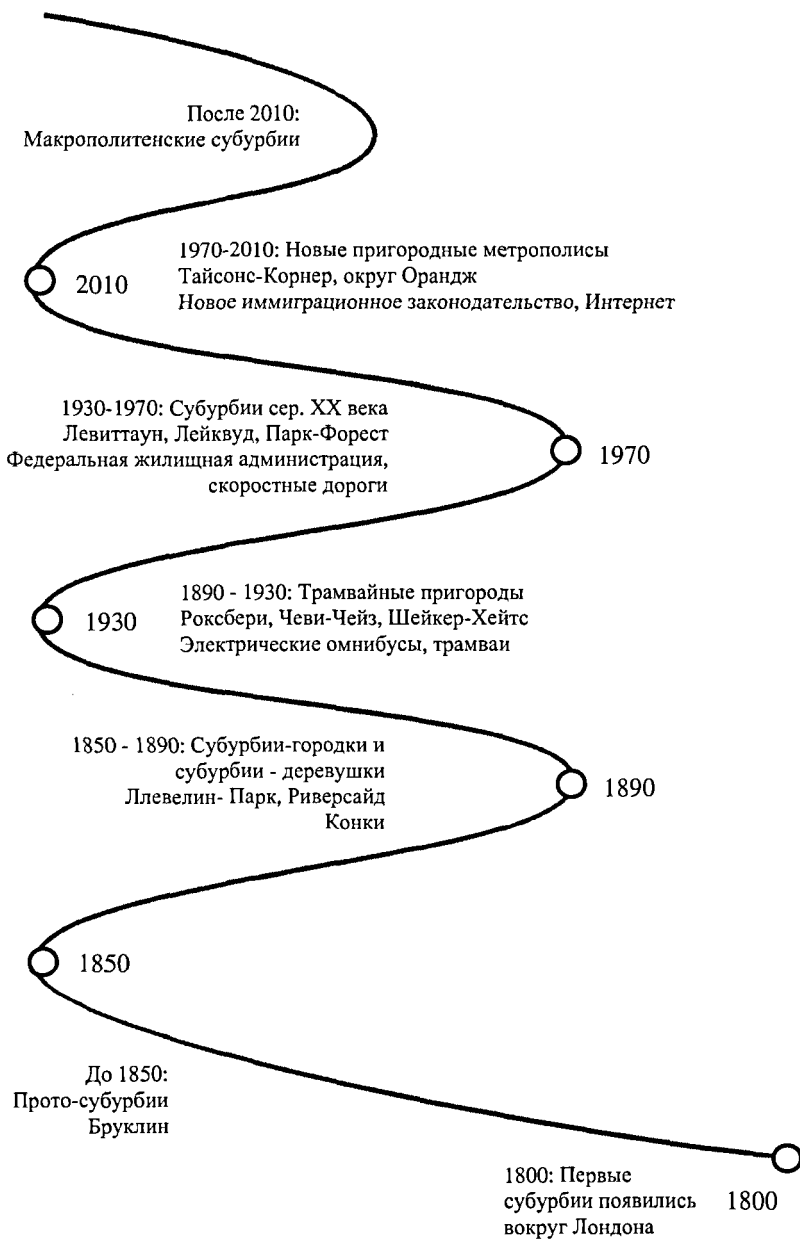 После 2010:
Макрополитенские субурбии
1970-2010: Новые пригородные метрополисы
Тайсонс-Корнер, округ Орандж
Новое иммиграционное законодательство, Интернет
2010
1930-1970: Субурбии сер. XX века
Левиттаун, Лейквуд, Парк-Форест
Федеральная жилищная администрация,
скоростные дороги
1970
1890 - 1930: Трамвайные пригороды
Роксбери, Чеви-Чейз, Шейкер-Хейтс
Электрические омнибусы, трамваи
1930
1850 - 1890: Субурбии-городки и
субурбии - деревушки
Ллевелин- Парк, Риверсайд
Конки
1890
1850
До 1850:
Прото-субурбии
Бруклин
1800: Первые
субурбии появились
вокруг Лондона
1800